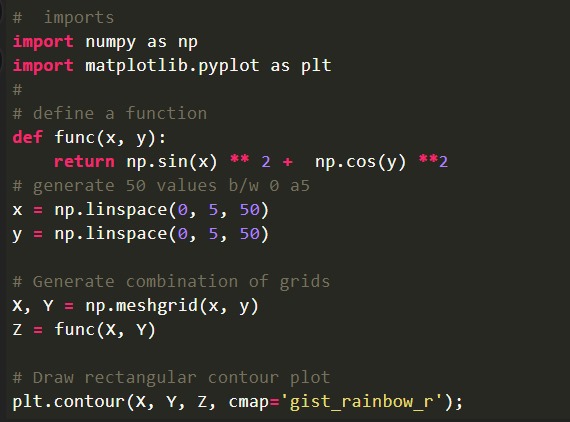 #  imports
import numpy as np
import matplotlib.pyplot as plt
#
# define a function
def func(x, y):
    return np.sin(x) ** 2 +  np.cos(y) **2
# generate 50 values b/w 0 a5
x = np.linspace(0, 5, 50)
y = np.linspace(0, 5, 50)

# Generate combination of grids
X, Y = np.meshgrid(x, y)
Z = func(X, Y)

# Draw rectangular contour plot
plt.contour(X, Y, Z, cmap='gist_rainbow_r');